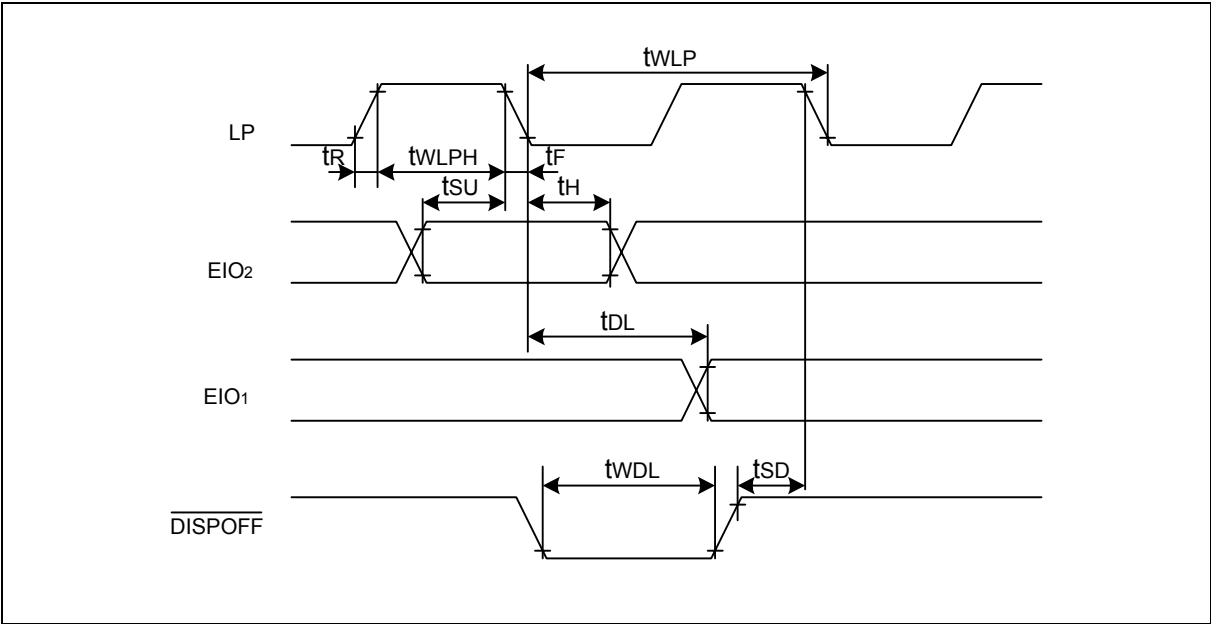 tWLP
LP
tR tWLPH tF
tSU tH
EIO2
tDL
EIO1
tWDL tSD
DISPOFF